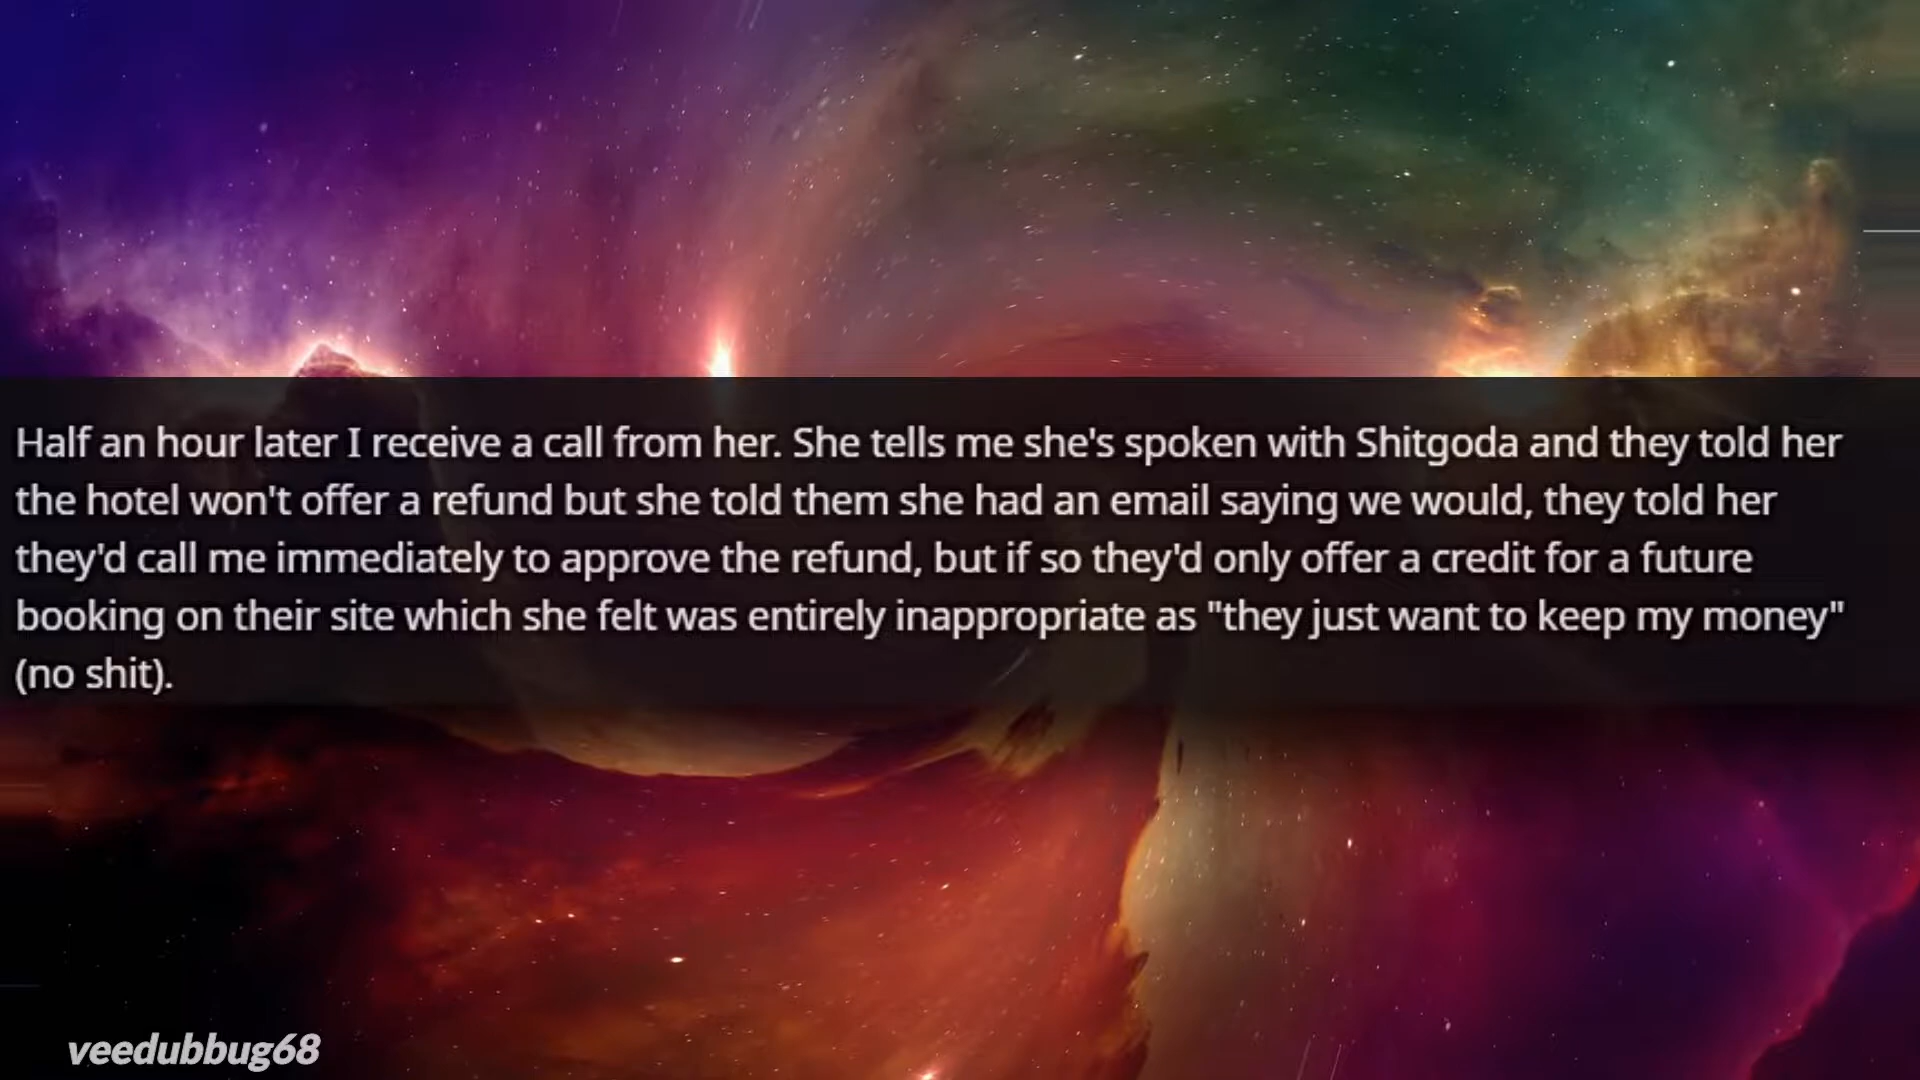 Half an hour later I receive a call from her. She tells me she's spoken with Shitgoda and they told her
the hotel won't offer a refund but she told them she had an email saying we would, they told her
they'd call me immediately to approve the refund, but if so they'd only offer a credit for a future
booking on their site which she felt was entirely inappropriate as "they just want to keep my money"
(no shit).
veedubbug68